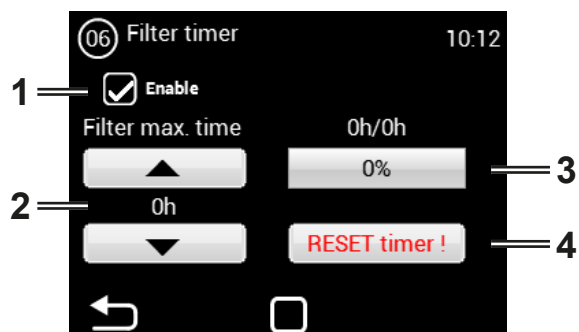 06 Filter timer 10:12
1 Enable
Filter max. time 0h/0h
0% 3
2 0h
RESET timer ! 4